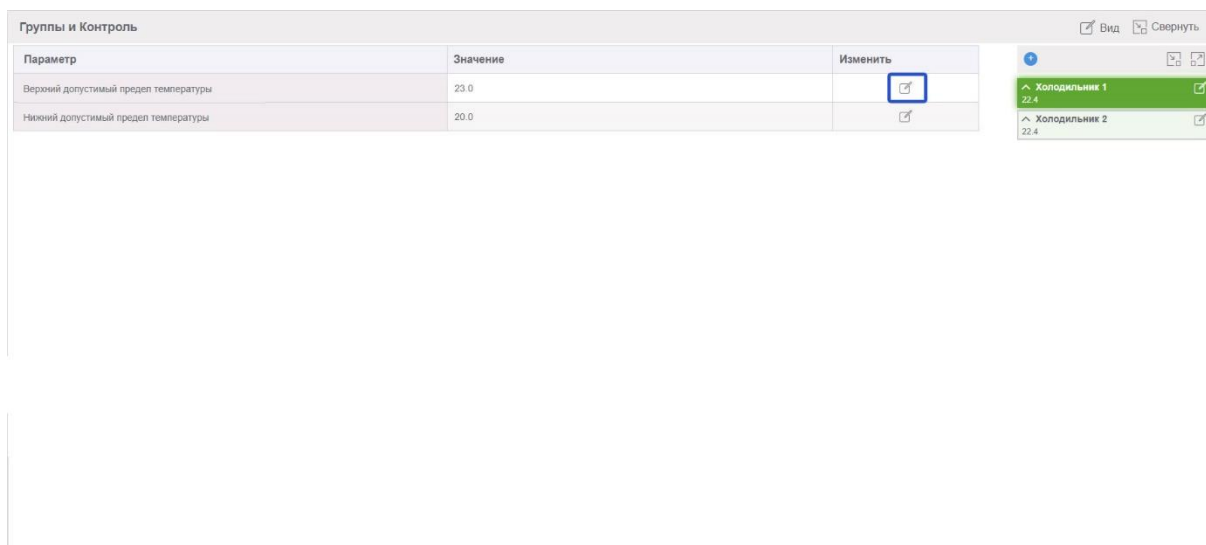 Группы и Контроль
Вид
Свернуть
Параметр
Значение
Изменить
Верхний допустимый предел температуры
23.0
Нижний допустимый предел температуры
20.0
Холодильник 1
22.4
Холодильник 2
22.4